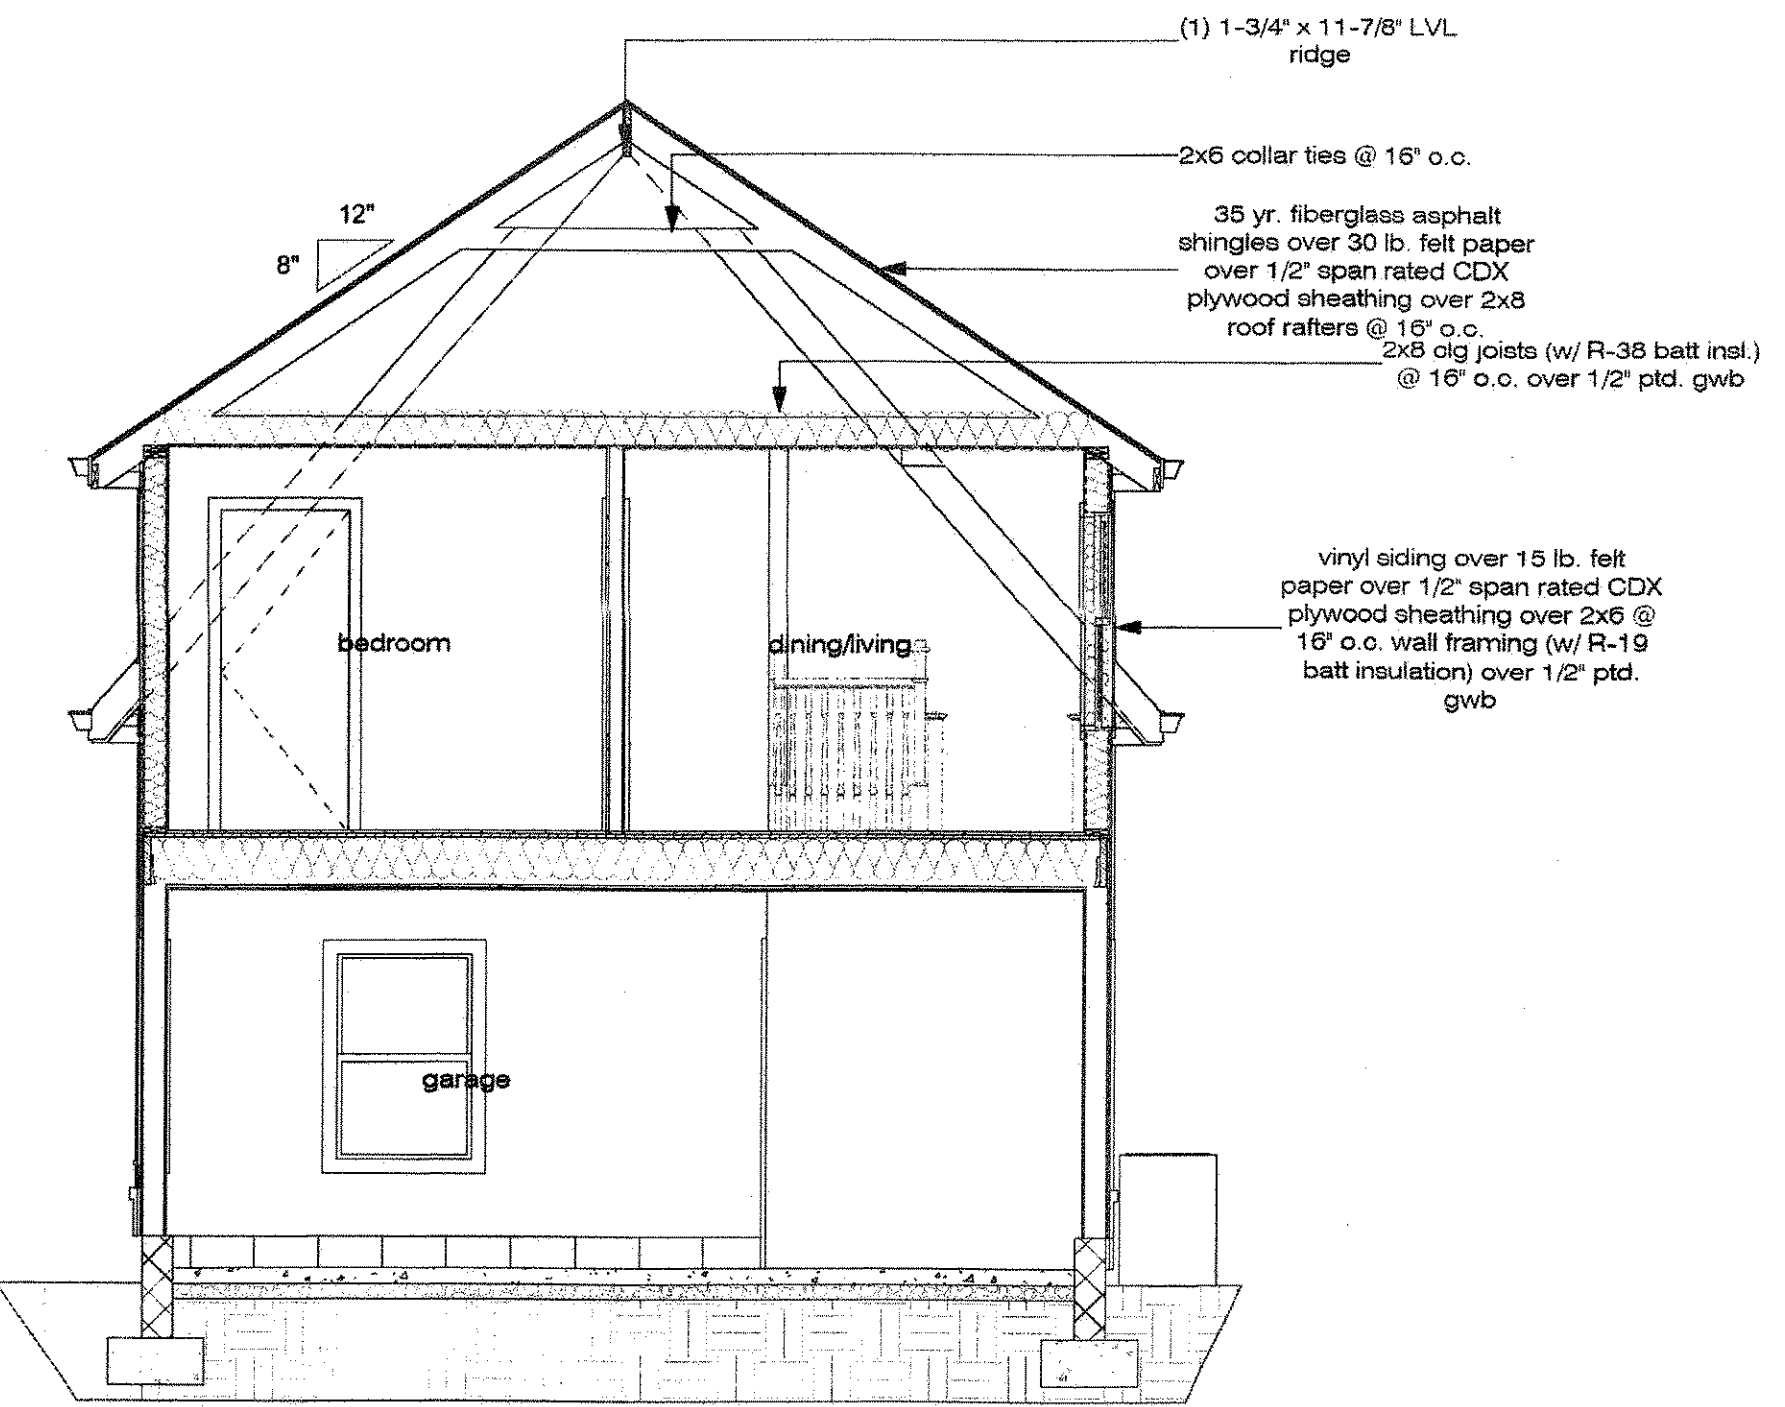 (1) 1-3/4" x 11-7/8" LVL
ridge
2x6 collar ties @ 16" o.c.
12"
8"
35 yr. fiberglass asphalt
shingles over 30 lb. felt paper
over 1/2" span rated CDX
plywood sheathing over 2x8
roof rafters @ 16" o.c.
2x8 clg joists (w/ R-38 batt insl.)
@ 16" o.c. over 1/2" ptd. gwb
vinyl siding over 15 lb. felt
paper over 1/2" span rated CDX
plywood sheathing over 2x6 @
16" o.c. wall framing (w/ R-19
batt insulation) over 1/2" ptd.
gwb
bedroom
dining/living
garage